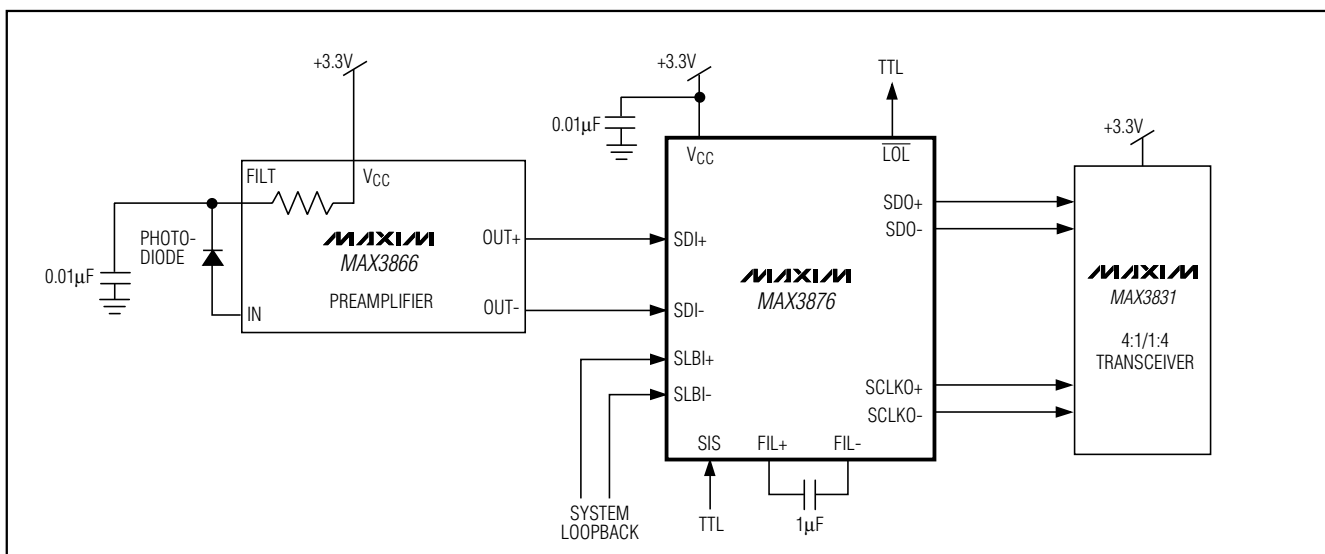 +3.3V
FILT
VCC
PHOTO-
DIODE
0.01μF
IN
MAXIM
MAX3866
PREAMPLIFIER
OUT+
OUT-
+3.3V
0.01μF
VCC
TTL
LOL
SDI+
SDI-
SLBI+
SLBI-
MAXIM
MAX3876
SDO+
SDO-
SCLKO+
SCLKO-
SIS
FIL+
FIL-
SYSTEM
LOOPBACK
TTL
1μF
+3.3V
MAXIM
MAX3831
4:1/1:4
TRANSCEIVER